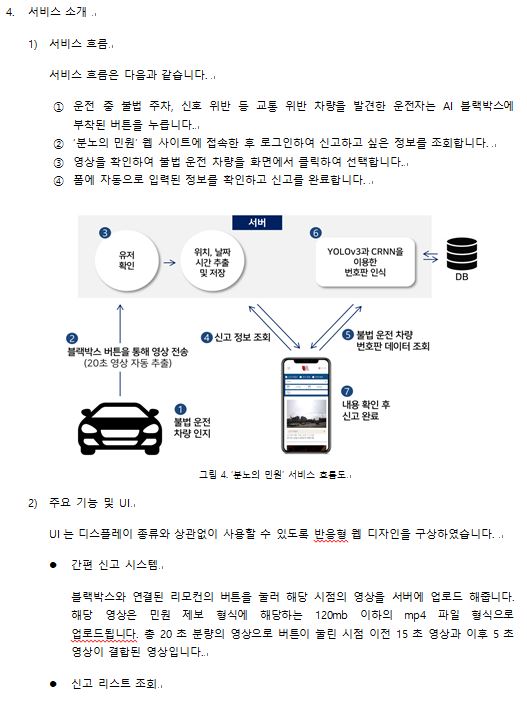 4. 서비스 소개
1) 서비스 흐름
서비스 흐름은 다음과 같습니다.
① 운전 중 불법 주차, 신호 위반 등 교통 위반 차량을 발견한 운전자는 AI 블랙박스에
부착된 버튼을 누릅니다.
② ‘분노의 민원’ 웹 사이트에 접속한 후 로그인하여 신고하고 싶은 정보를 조회합니다.
③ 영상을 확인하여 불법 운전 차량을 화면에서 클릭하여 선택합니다.
④ 폼에 자동으로 입력된 정보를 확인하고 신고를 완료합니다.
서버
3
유저
확인
위치, 날짜
시간 추출
및 저장
6
YOLOv3과 CRNN을
이용한
번호판 인식
DB
2
블랙박스 버튼을 통해 영상 전송
(20초 영상 자동 추출)
4 신고 정보 조회
5 불법 운전 차량
번호판 데이터 조회
1
불법 운전
차량 인지
7
내용 확인 후
신고 완료
그림 4. ‘분노의 민원’ 서비스 흐름도
2) 주요 기능 및 UI
UI는 디스플레이 종류와 상관없이 사용할 수 있도록 반응형 웹 디자인을 구상하였습니다.
● 간편 신고 시스템
블랙박스와 연결된 리모컨의 버튼을 눌러 해당 시점의 영상을 서버에 업로드 해줍니다.
해당 영상은 민원 제보 형식에 해당하는 120mb 이하의 mp4 파일 형식으로
업로드됩니다. 총 20초 분량의 영상으로 버튼이 눌린 시점 이전 15초 영상과 이후 5초
영상이 결합된 영상입니다.
● 신고 리스트 조회